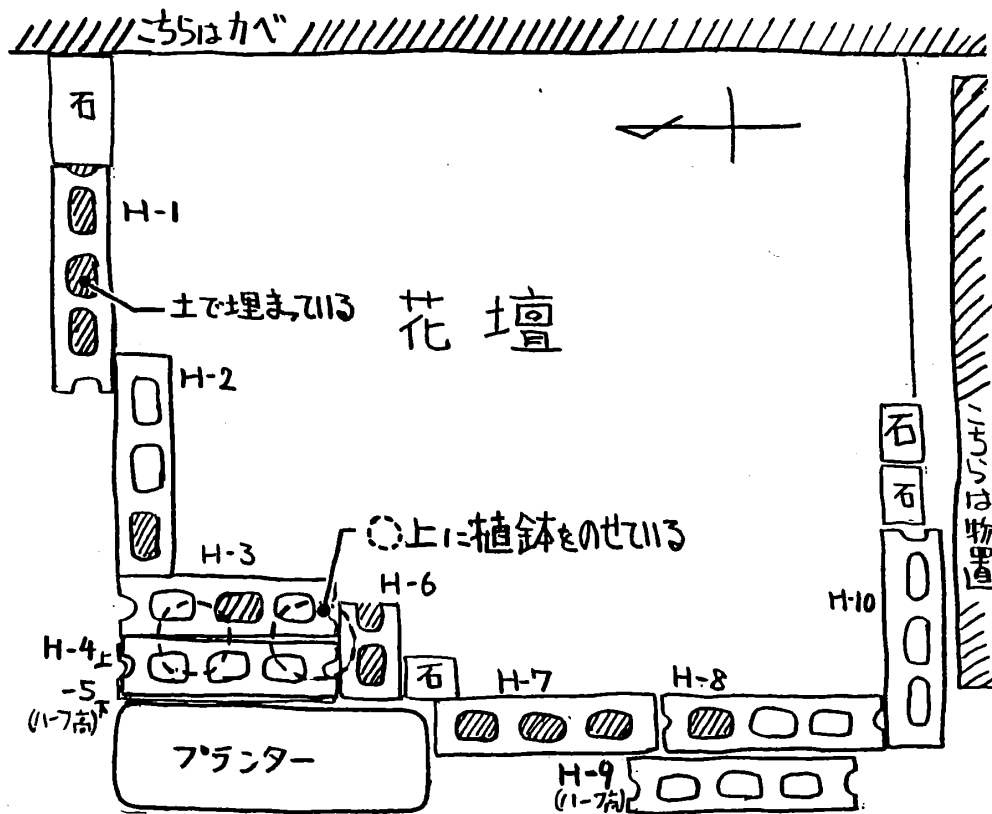 こちらはカベ
石
H-1
土で埋まっている
花壇
H-2
石
石
こちらは物置
○上に植鉢をのせている
H-3
H-6
H-10
H-4上
-5下
(ハーフ高)
石
H-7
H-8
プランター
H-9
(ハーフ高)